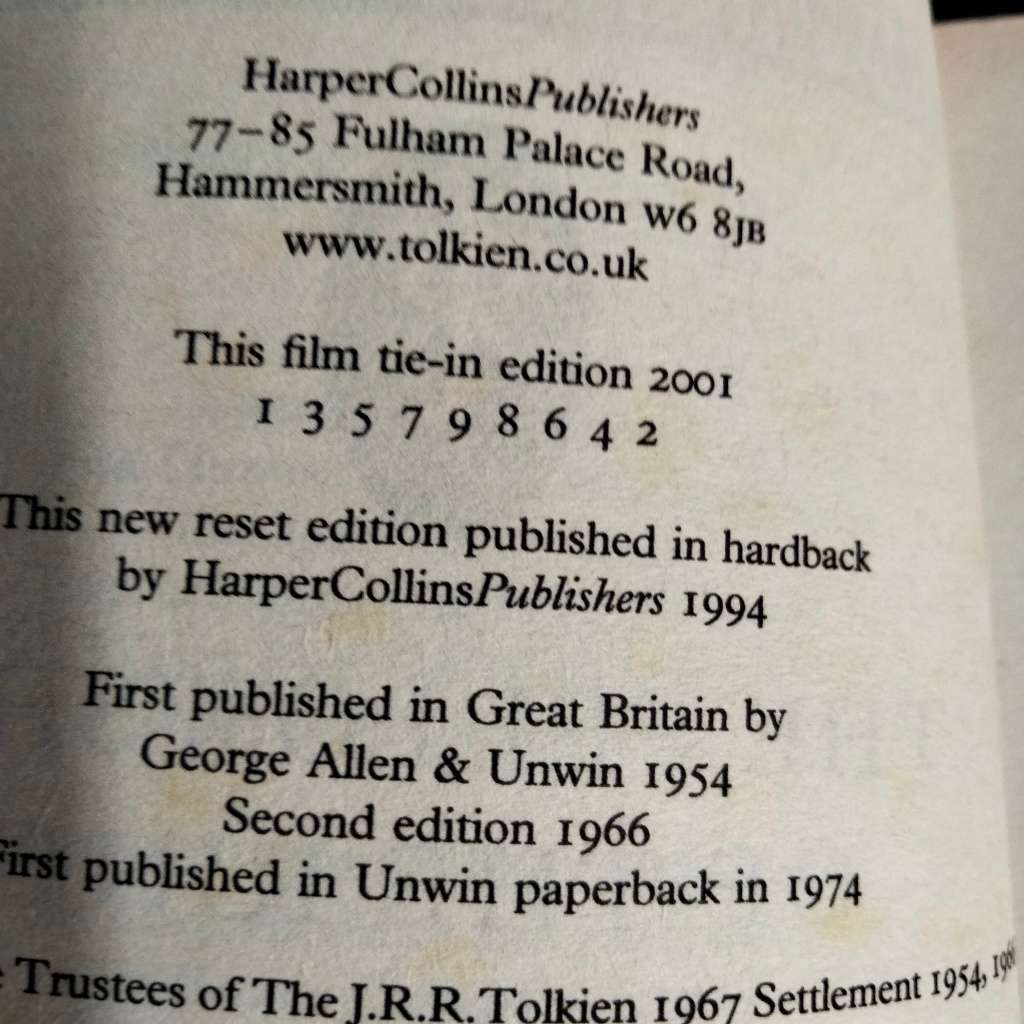 HarperCollinsPublishers
77–85 Fulham Palace Road,
Hammersmith, London W6 8JB
www.tolkien.co.uk
This film tie-in edition 2001
1 3 5 7 9 8 6 4 2
This new reset edition published in hardback
by HarperCollinsPublishers 1994
First published in Great Britain by
George Allen & Unwin 1954
Second edition 1966
First published in Unwin paperback in 1974
Trustees of The J.R.R. Tolkien 1967 Settlement 1954,